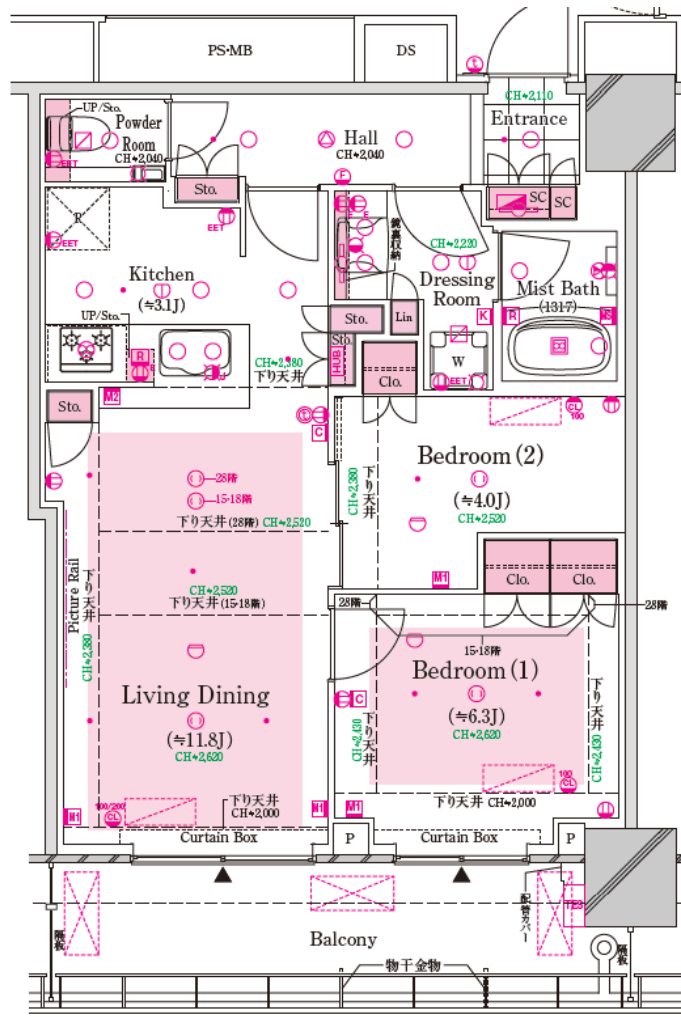 PS·MB
DS
UP/Sto.
Powder
Room
CH≒2,040
EET
Hall
CH≒2,040
CH≒2,110
Entrance
Sto.
SC
SC
R
EET
EET
F
F
鏡裏収納
CH≒2,220
Dressing
Room
Mist Bath
(1317)
Kitchen
(≒3.1J)
UP/Sto.
R
Sto.
Lin
K
R
Sto.
HUB
W
EET
CH≒2,380
下り天井
Clo.
Sto.
M2
C
CL
100
Bedroom (2)
(≒4.0J)
CH≒2,520
CH≒2,380
下り天井
28階
15·18階
下り天井(28階) CH≒2,520
M1
Clo.
Clo.
Picture Rail
下り天井
CH≒2,380
CH≒2,520
下り天井(15·18階)
28階
28階
15·18階
Living Dining
(≒11.8J)
CH≒2,620
Bedroom (1)
(≒6.3J)
CH≒2,620
C
CH≒2,430
下り天井
下り天井
CH≒2,430
100/200
CL
下り天井
CH≒2,000
M1
M1
M1
100
CL
下り天井 CH≒2,000
Curtain Box
P
Curtain Box
P
隔板
Balcony
配管カバー
TE3
隔板
物干金物